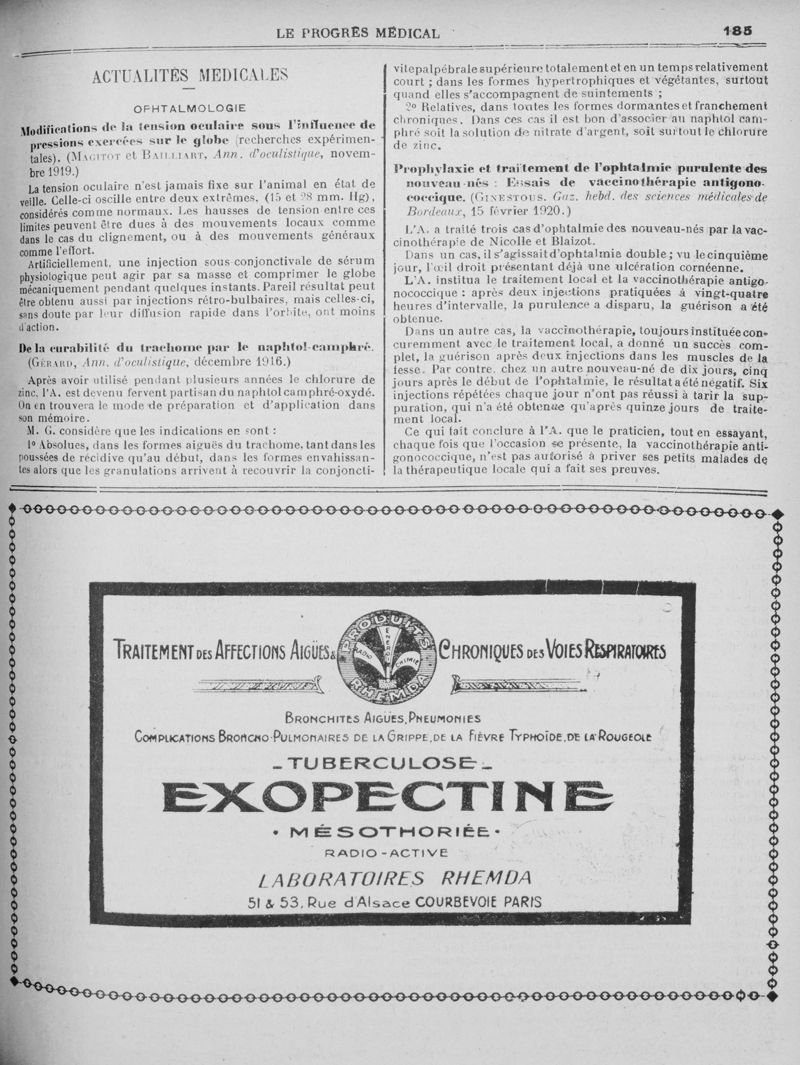 LE PROGRÈS MÉDICAL
185
ACTUALITÉS MEDICALES
OPHTALMOLOGIE
Modifications de la tension oculaire sous l'influence de
pressions exercées sur le globe (recherches expérimen-
tales). (MAGITOT et BAILLIART, Ann. d'oculistique, novem-
bre 1919.)
La tension oculaire n'est jamais fixe sur l'animal en état de
veille. Celle-ci oscille entre deux extrêmes, (15 et 28 mm. Hg),
considérés comme normaux. Les hausses de tension entre ces
limites peuvent être dues à des mouvements locaux comme
dans le cas du clignement, ou à des mouvements généraux
comme l'effort.
Artificiellement, une injection sous-conjonctivale de sérum
physiologique peut agir par sa masse et comprimer le globe
mécaniquement pendant quelques instants. Pareil résultat peut
être obtenu aussi par injections rétro-bulbaires, mais celles-ci,
sans doute par leur diffusion rapide dans l'orbite, ont moins
d'action.
De la curabilité du trachome par le naphtol camphré.
(GÉRARD, Ann. d'oculistique, décembre 1916.)
Après avoir utilisé pendant plusieurs années le chlorure de
zinc, l'A. est devenu fervent partisan du naphtol camphré-oxydé.
On en trouvera le mode de préparation et d'application dans
son mémoire.
M. G. considère que les indications en sont :
1º Absolues, dans les formes aiguës du trachome, tant dans les
poussées de récidive qu'au début, dans les formes envahissan-
tes alors que les granulations arrivent à recouvrir la conjoncti-
vite palpébrale supérieure totalement et en un temps relativement
court ; dans les formes hypertrophiques et végétantes, surtout
quand elles s'accompagnent de suintements ;
2º Relatives, dans toutes les formes dormantes et franchement
chroniques. Dans ces cas il est bon d'associer au naphtol cam-
phré soit la solution de nitrate d'argent, soit surtout le chlorure
de zinc.
Prophylaxie et traitement de l'ophtalmie purulente des
nouveau-nés : Essais de vaccinothérapie antigono-
coccique. (GINESTOUS. Gaz. hebd. des sciences médicales de
Bordeaux, 15 février 1920.)
L'A. a traité trois cas d'ophtalmie des nouveau-nés par la vac-
cinothérapie de Nicolle et Blaizot.
Dans un cas, il s'agissait d'ophtalmie double ; vu le cinquième
jour, l'œil droit présentant déjà une ulcération cornéenne.
L'A. institua le traitement local et la vaccinothérapie antigo-
nococcique : après deux injections pratiquées à vingt-quatre
heures d'intervalle, la purulence a disparu, la guérison a été
obtenue.
Dans un autre cas, la vaccinothérapie, toujours instituée con-
curemment avec le traitement local, a donné un succès com-
plet, la guérison après deux injections dans les muscles de la
fesse. Par contre, chez un autre nouveau-né de dix jours, cinq
jours après le début de l'ophtalmie, le résultat a été négatif. Six
injections répétées chaque jour n'ont pas réussi à tarir la sup-
puration, qui n'a été obtenue qu'après quinze jours de traite-
ment local.
Ce qui fait conclure à l'A. que le praticien, tout en essayant,
chaque fois que l'occasion se présente, la vaccinothérapie anti-
gonococcique, n'est pas autorisé à priver ses petits malades de
la thérapeutique locale qui a fait ses preuves.
TRAITEMENT DES AFFECTIONS AIGÜES & CHRONIQUES DES VOIES RESPIRATOIRES
PRODUITS
ENERGIE
RADIO
CHIMIE
RHEMDA
BRONCHITES AIGÜES, PNEUMONIES
COMPLICATIONS BRONCHO-PULMONAIRES DE LA GRIPPE, DE LA FIÈVRE TYPHOÏDE, DE LA ROUGEOLE
- TUBERCULOSE -
EXOPECTINE
• MÉSOTHORIÉE •
RADIO-ACTIVE
LABORATOIRES RHEMDA
51 & 53, Rue d'Alsace COURBEVOIE PARIS